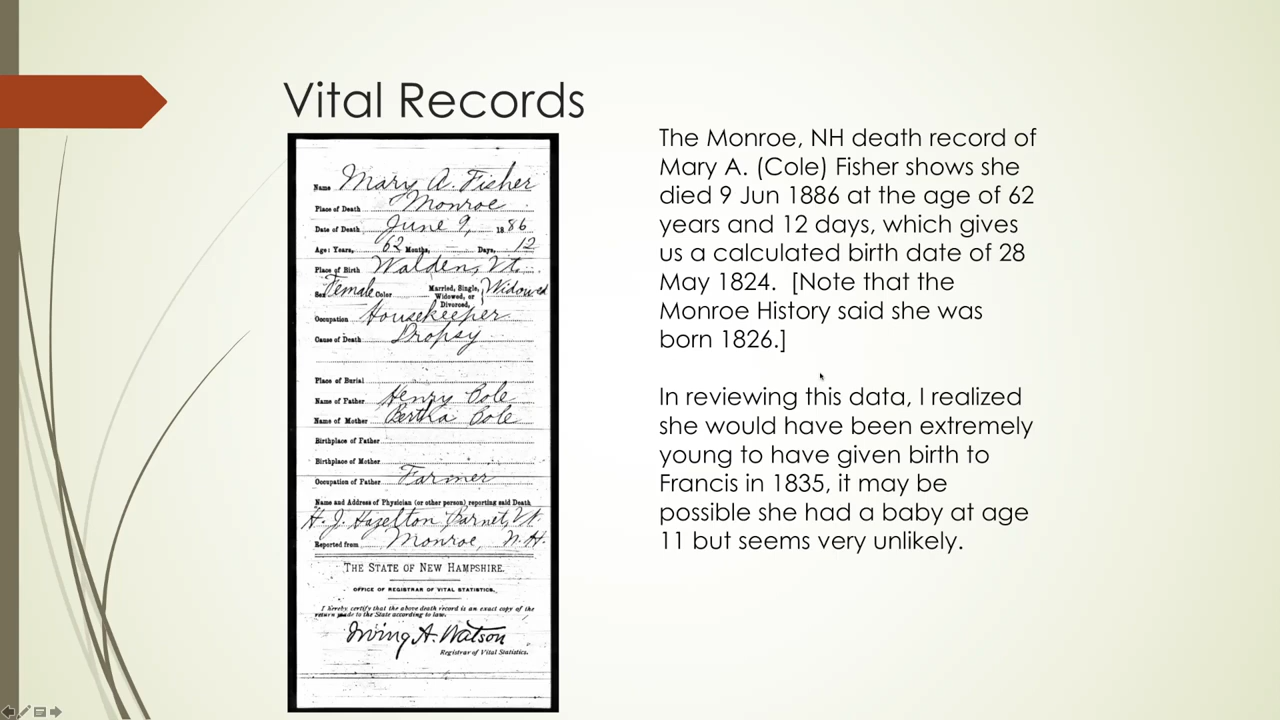 Vital Records
Name Mary A. Fisher
Place of Death Monroe
Date of Death June 9, 1886
Age: Years, 62 Months, Days, 12
Place of Birth Walden, Vt.
Sex Female Color Married, Single, Widowed, or Divorced, Widowed
Occupation Housekeeper
Cause of Death Dropsy
Place of Burial
Name of Father Henry Cole
Name of Mother Bertha Cole
Birthplace of Father
Birthplace of Mother
Occupation of Father Farmer
Name and Address of Physician (or other person) reporting said Death
H. J. Hazelton Barnet, Vt.
Reported from Monroe, N.H.
THE STATE OF NEW HAMPSHIRE.
OFFICE OF REGISTRAR OF VITAL STATISTICS.
I hereby certify that the above death record is an exact copy of the
return made to the State according to law.
Irving A. Watson
Registrar of Vital Statistics.
The Monroe, NH death record of
Mary A. (Cole) Fisher shows she
died 9 Jun 1886 at the age of 62
years and 12 days, which gives
us a calculated birth date of 28
May 1824. [Note that the
Monroe History said she was
born 1826.]
In reviewing this data, I realized
she would have been extremely
young to have given birth to
Francis in 1835, it may be
possible she had a baby at age
11 but seems very unlikely.